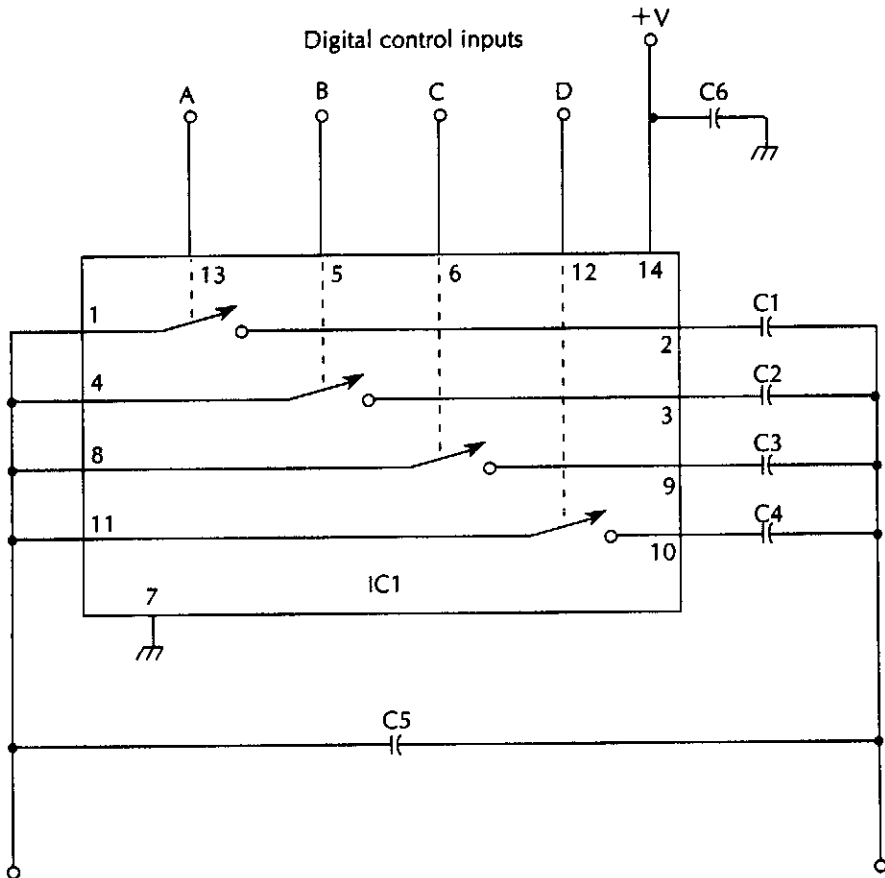 +V
Digital control inputs
A B C D C6
13 5 6 12 14
1 2 C1
4 3 C2
8 9 C3
11 10 C4
7 IC1
C5